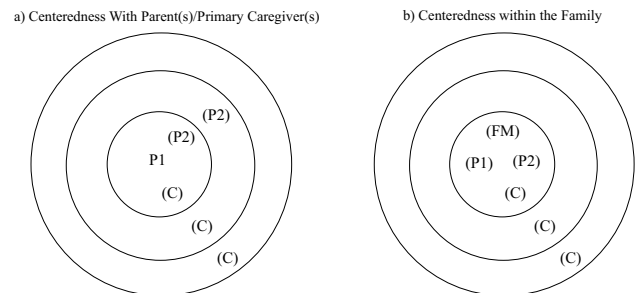 a) Centeredness With Parent(s)/Primary Caregiver(s)
(P2)
(P2)
P1
(C)
(C)
(C)
b) Centeredness within the Family
(FM)
(P1) (P2)
(C)
(C)
(C)